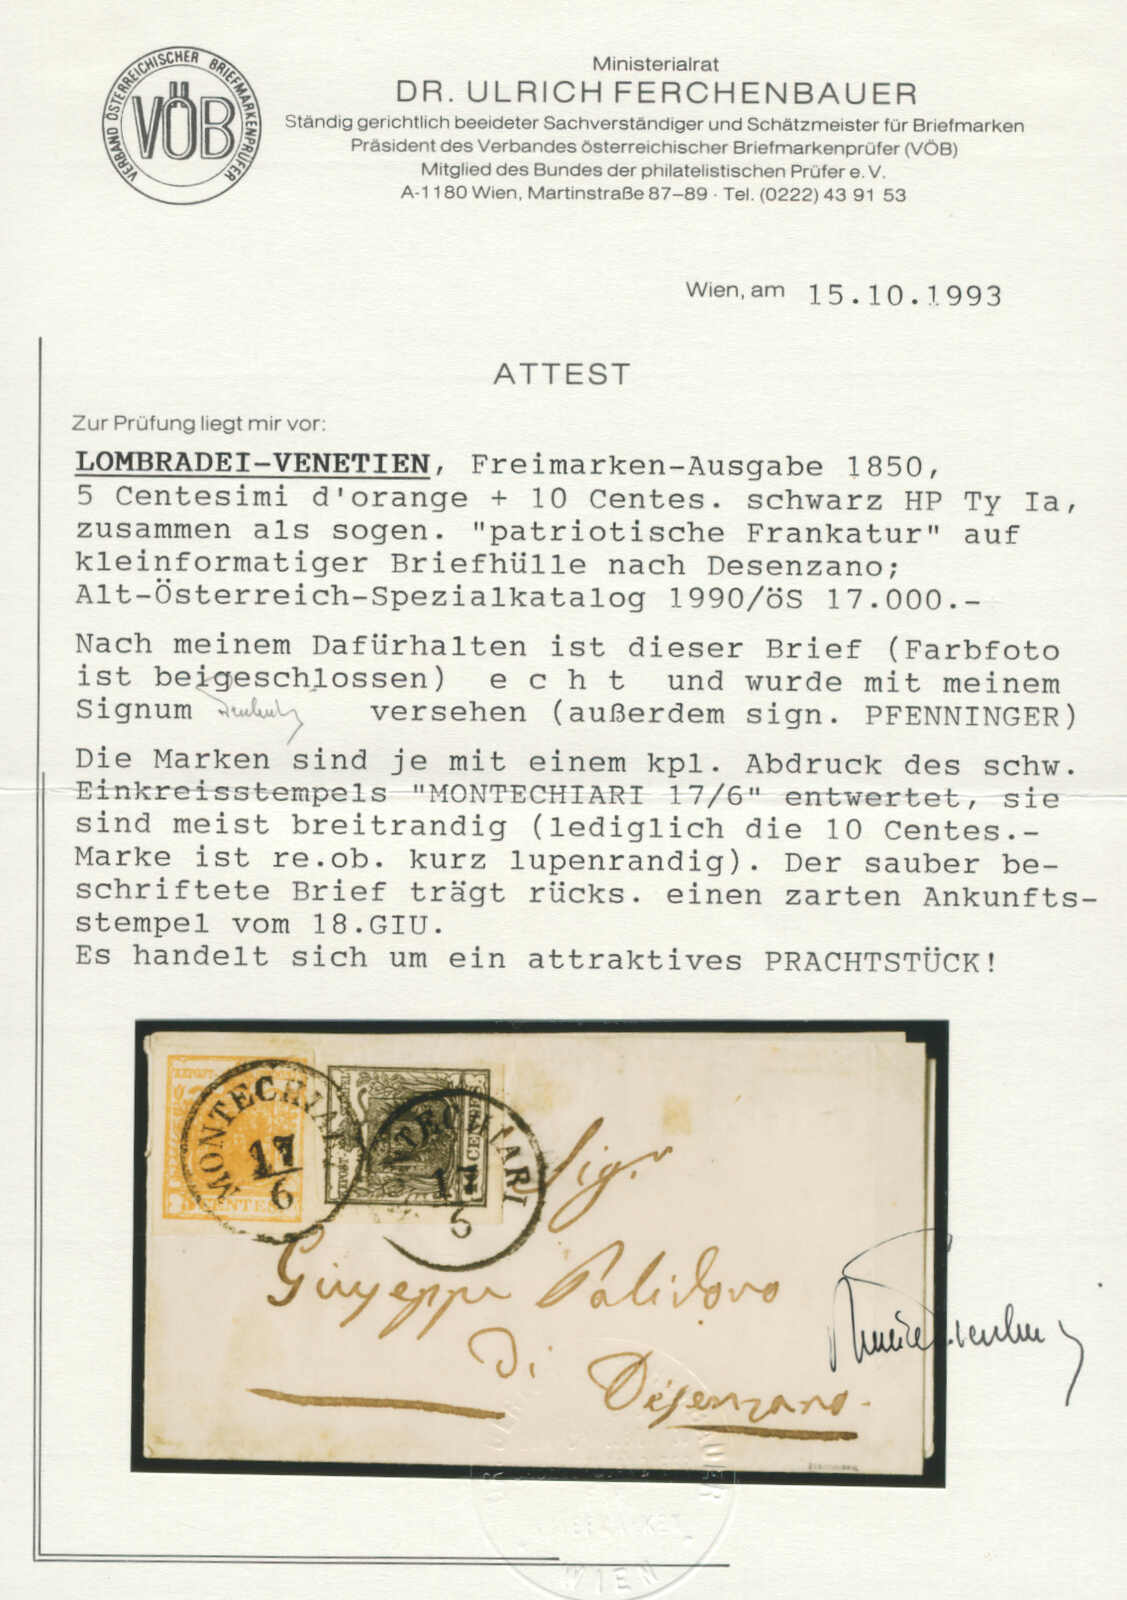 VERBAND ÖSTERREICHISCHER BRIEFMARKENPRÜFER
VÖB
Ministerialrat
DR. ULRICH FERCHENBAUER
Ständig gerichtlich beeideter Sachverständiger und Schätzmeister für Briefmarken
Präsident des Verbandes österreichischer Briefmarkenprüfer (VÖB)
Mitglied des Bundes der philatelistischen Prüfer e. V.
A-1180 Wien, Martinstraße 87–89 · Tel. (0222) 43 91 53
Wien, am 15.10.1993
ATTEST
Zur Prüfung liegt mir vor:
LOMBRADEI-VENETIEN, Freimarken-Ausgabe 1850,
5 Centesimi d'orange + 10 Centes. schwarz HP Ty Ia,
zusammen als sogen. "patriotische Frankatur" auf
kleinformatiger Briefhülle nach Desenzano;
Alt-Österreich-Spezialkatalog 1990/öS 17.000.-
Nach meinem Dafürhalten ist dieser Brief (Farbfoto
ist beigeschlossen) e c h t und wurde mit meinem
Signum versehen (außerdem sign. PFENNINGER)
Die Marken sind je mit einem kpl. Abdruck des schw.
Einkreisstempels "MONTECHIARI 17/6" entwertet, sie
sind meist breitrandig (lediglich die 10 Centes.-
Marke ist re.ob. kurz lupenrandig). Der sauber be-
schriftete Brief trägt rücks. einen zarten Ankunfts-
stempel vom 18.GIU.
Es handelt sich um ein attraktives PRACHTSTÜCK!
MONTECHIARI
17
6
MONTECHIARI
17
6
Sigr
Giuseppe Polidoro
Di Desenzano.
WIEN